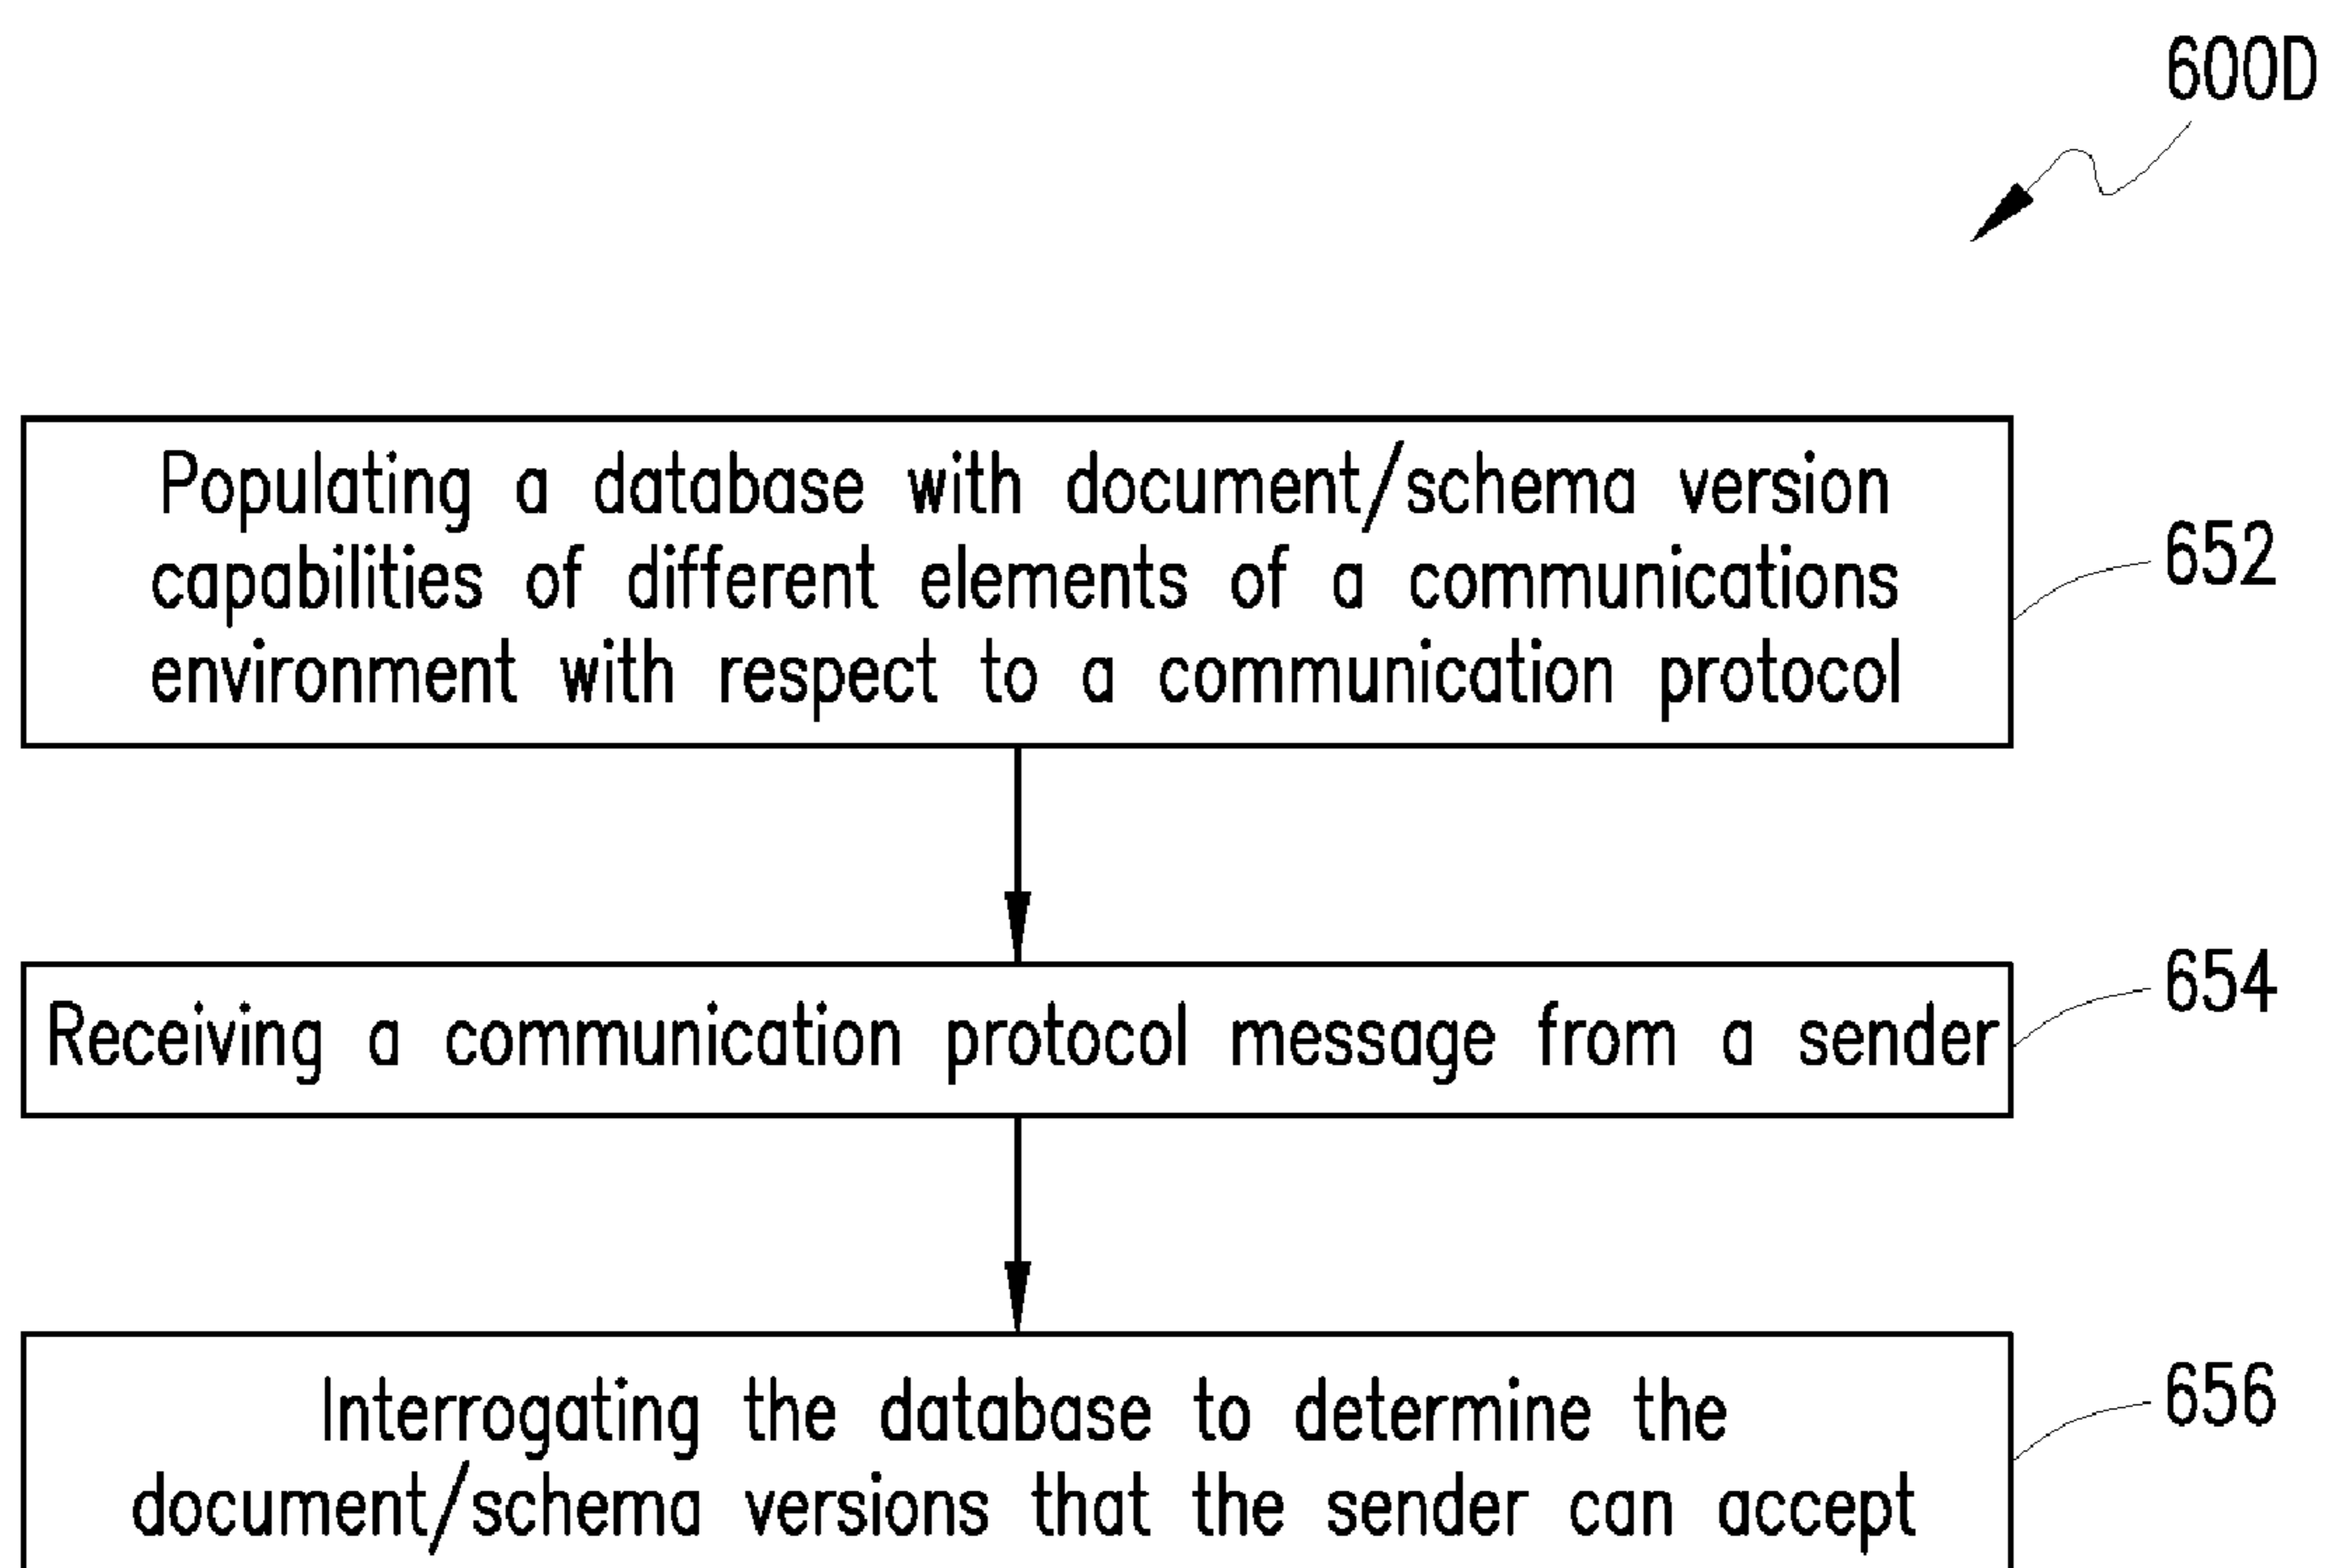 600D
Populating a database with document/schema version
capabilities of different elements of a communications
environment with respect to a communication protocol
652
Receiving a communication protocol message from a sender
654
Interrogating the database to determine the
document/schema versions that the sender can accept
656